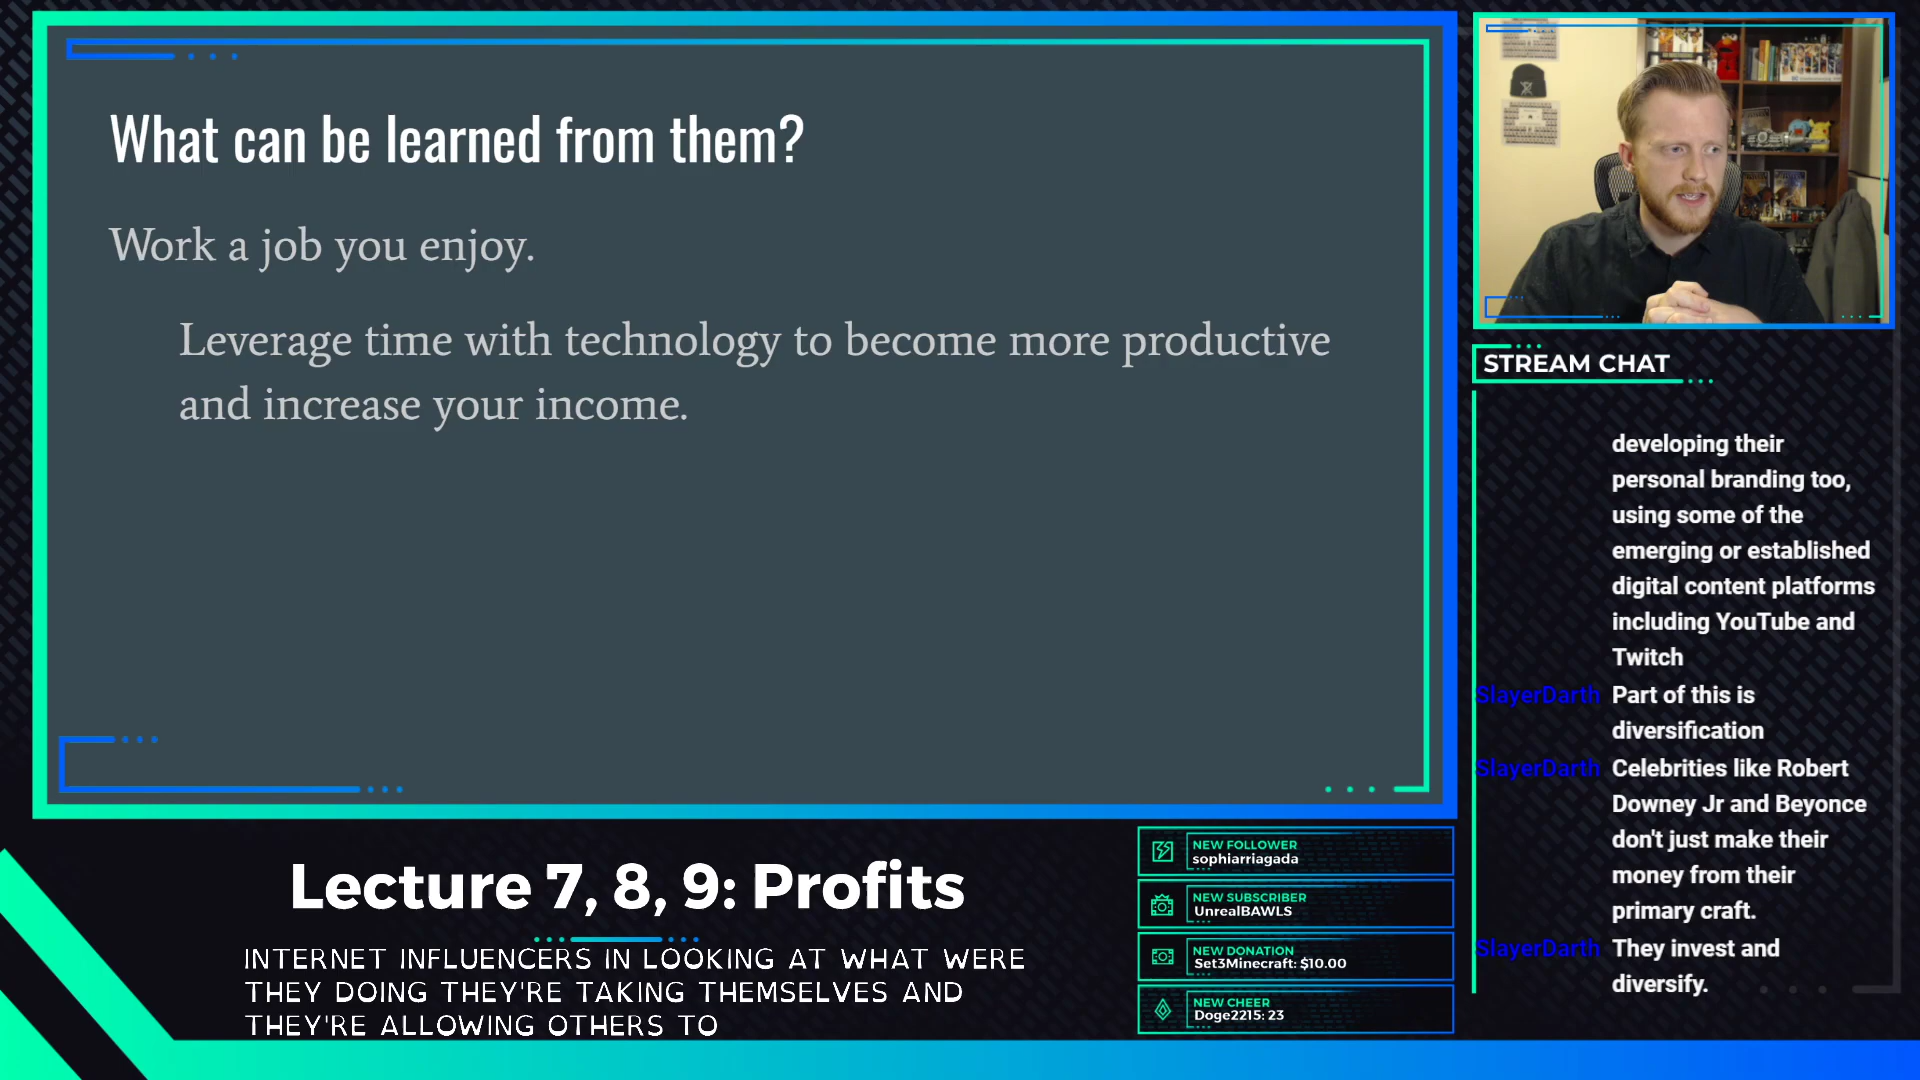 What can be learned from them?
Work a job you enjoy.
Leverage time with technology to become more productive
and increase your income.
STREAM CHAT
developing their
personal branding too,
using some of the
emerging or established
digital content platforms
including YouTube and
Twitch
SlayerDarth Part of this is
diversification
SlayerDarth Celebrities like Robert
Downey Jr and Beyonce
don't just make their
money from their
primary craft.
SlayerDarth They invest and
diversify.
Lecture 7, 8, 9: Profits
INTERNET INFLUENCERS IN LOOKING AT WHAT WERE
THEY DOING THEY'RE TAKING THEMSELVES AND
THEY'RE ALLOWING OTHERS TO
NEW FOLLOWER
sophiarriagada
NEW SUBSCRIBER
UnrealBAWLS
NEW DONATION
Set3Minecraft: $10.00
NEW CHEER
Doge2215: 23